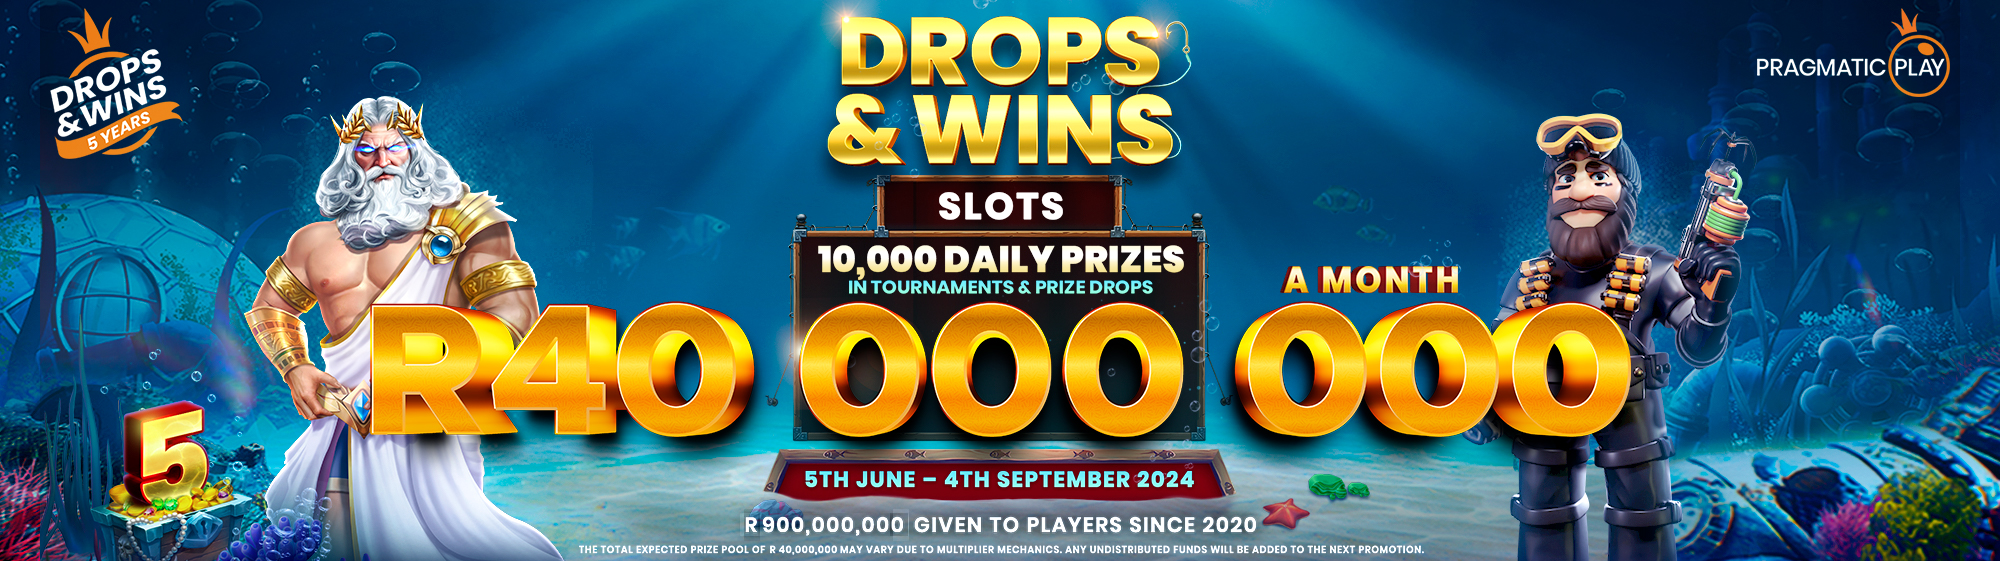 DROPS
& WINS
5 YEARS
DROPS
& WINS
PRAGMATIC PLAY
SLOTS
10,000 DAILY PRIZES
IN TOURNAMENTS & PRIZE DROPS
A MONTH
R40 000 000
5
5TH JUNE – 4TH SEPTEMBER 2024
R 900,000,000 GIVEN TO PLAYERS SINCE 2020
THE TOTAL EXPECTED PRIZE POOL OF R 40,000,000 MAY VARY DUE TO MULTIPLIER MECHANICS. ANY UNDISTRIBUTED FUNDS WILL BE ADDED TO THE NEXT PROMOTION.